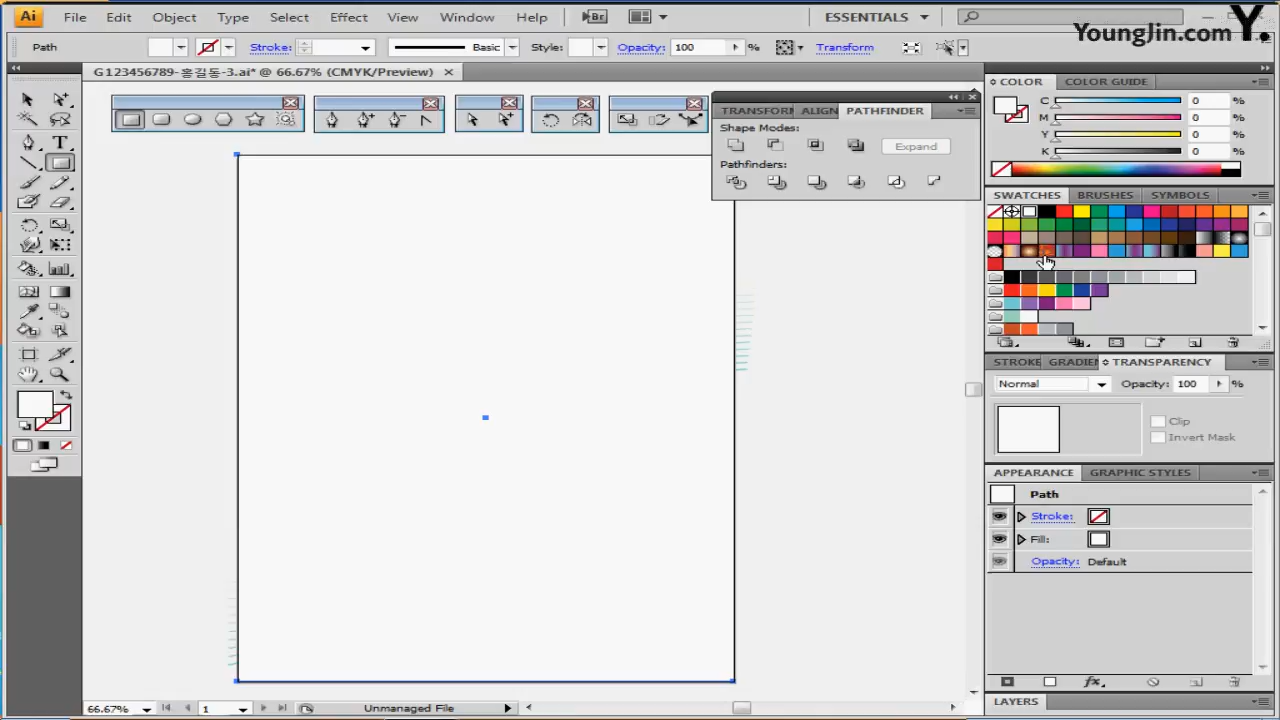 Ai File Edit Object Type Select Effect View Window Help Br ESSENTIALS
YoungJin.com Y.
Path Stroke: Basic Style: Opacity: 100 % Transform
G123456789-홍길동-3.ai* @ 66.67% (CMYK/Preview)
TRANSFORM ALIGN PATHFINDER
Shape Modes:
Expand
Pathfinders:
COLOR COLOR GUIDE
C 0 %
M 0 %
Y 0 %
K 0 %
SWATCHES BRUSHES SYMBOLS
STROKE GRADIEN TRANSPARENCY
Normal Opacity: 100 %
Clip
Invert Mask
APPEARANCE GRAPHIC STYLES
Path
Stroke:
Fill:
Opacity: Default
fx
LAYERS
66.67% 1 Unmanaged File